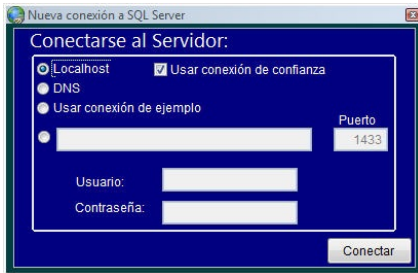 Nueva conexión a SQL Server
Conectarse al Servidor:
Localhost Usar conexión de confianza
DNS
Usar conexión de ejemplo
Puerto
1433
Usuario:
Contraseña:
Conectar